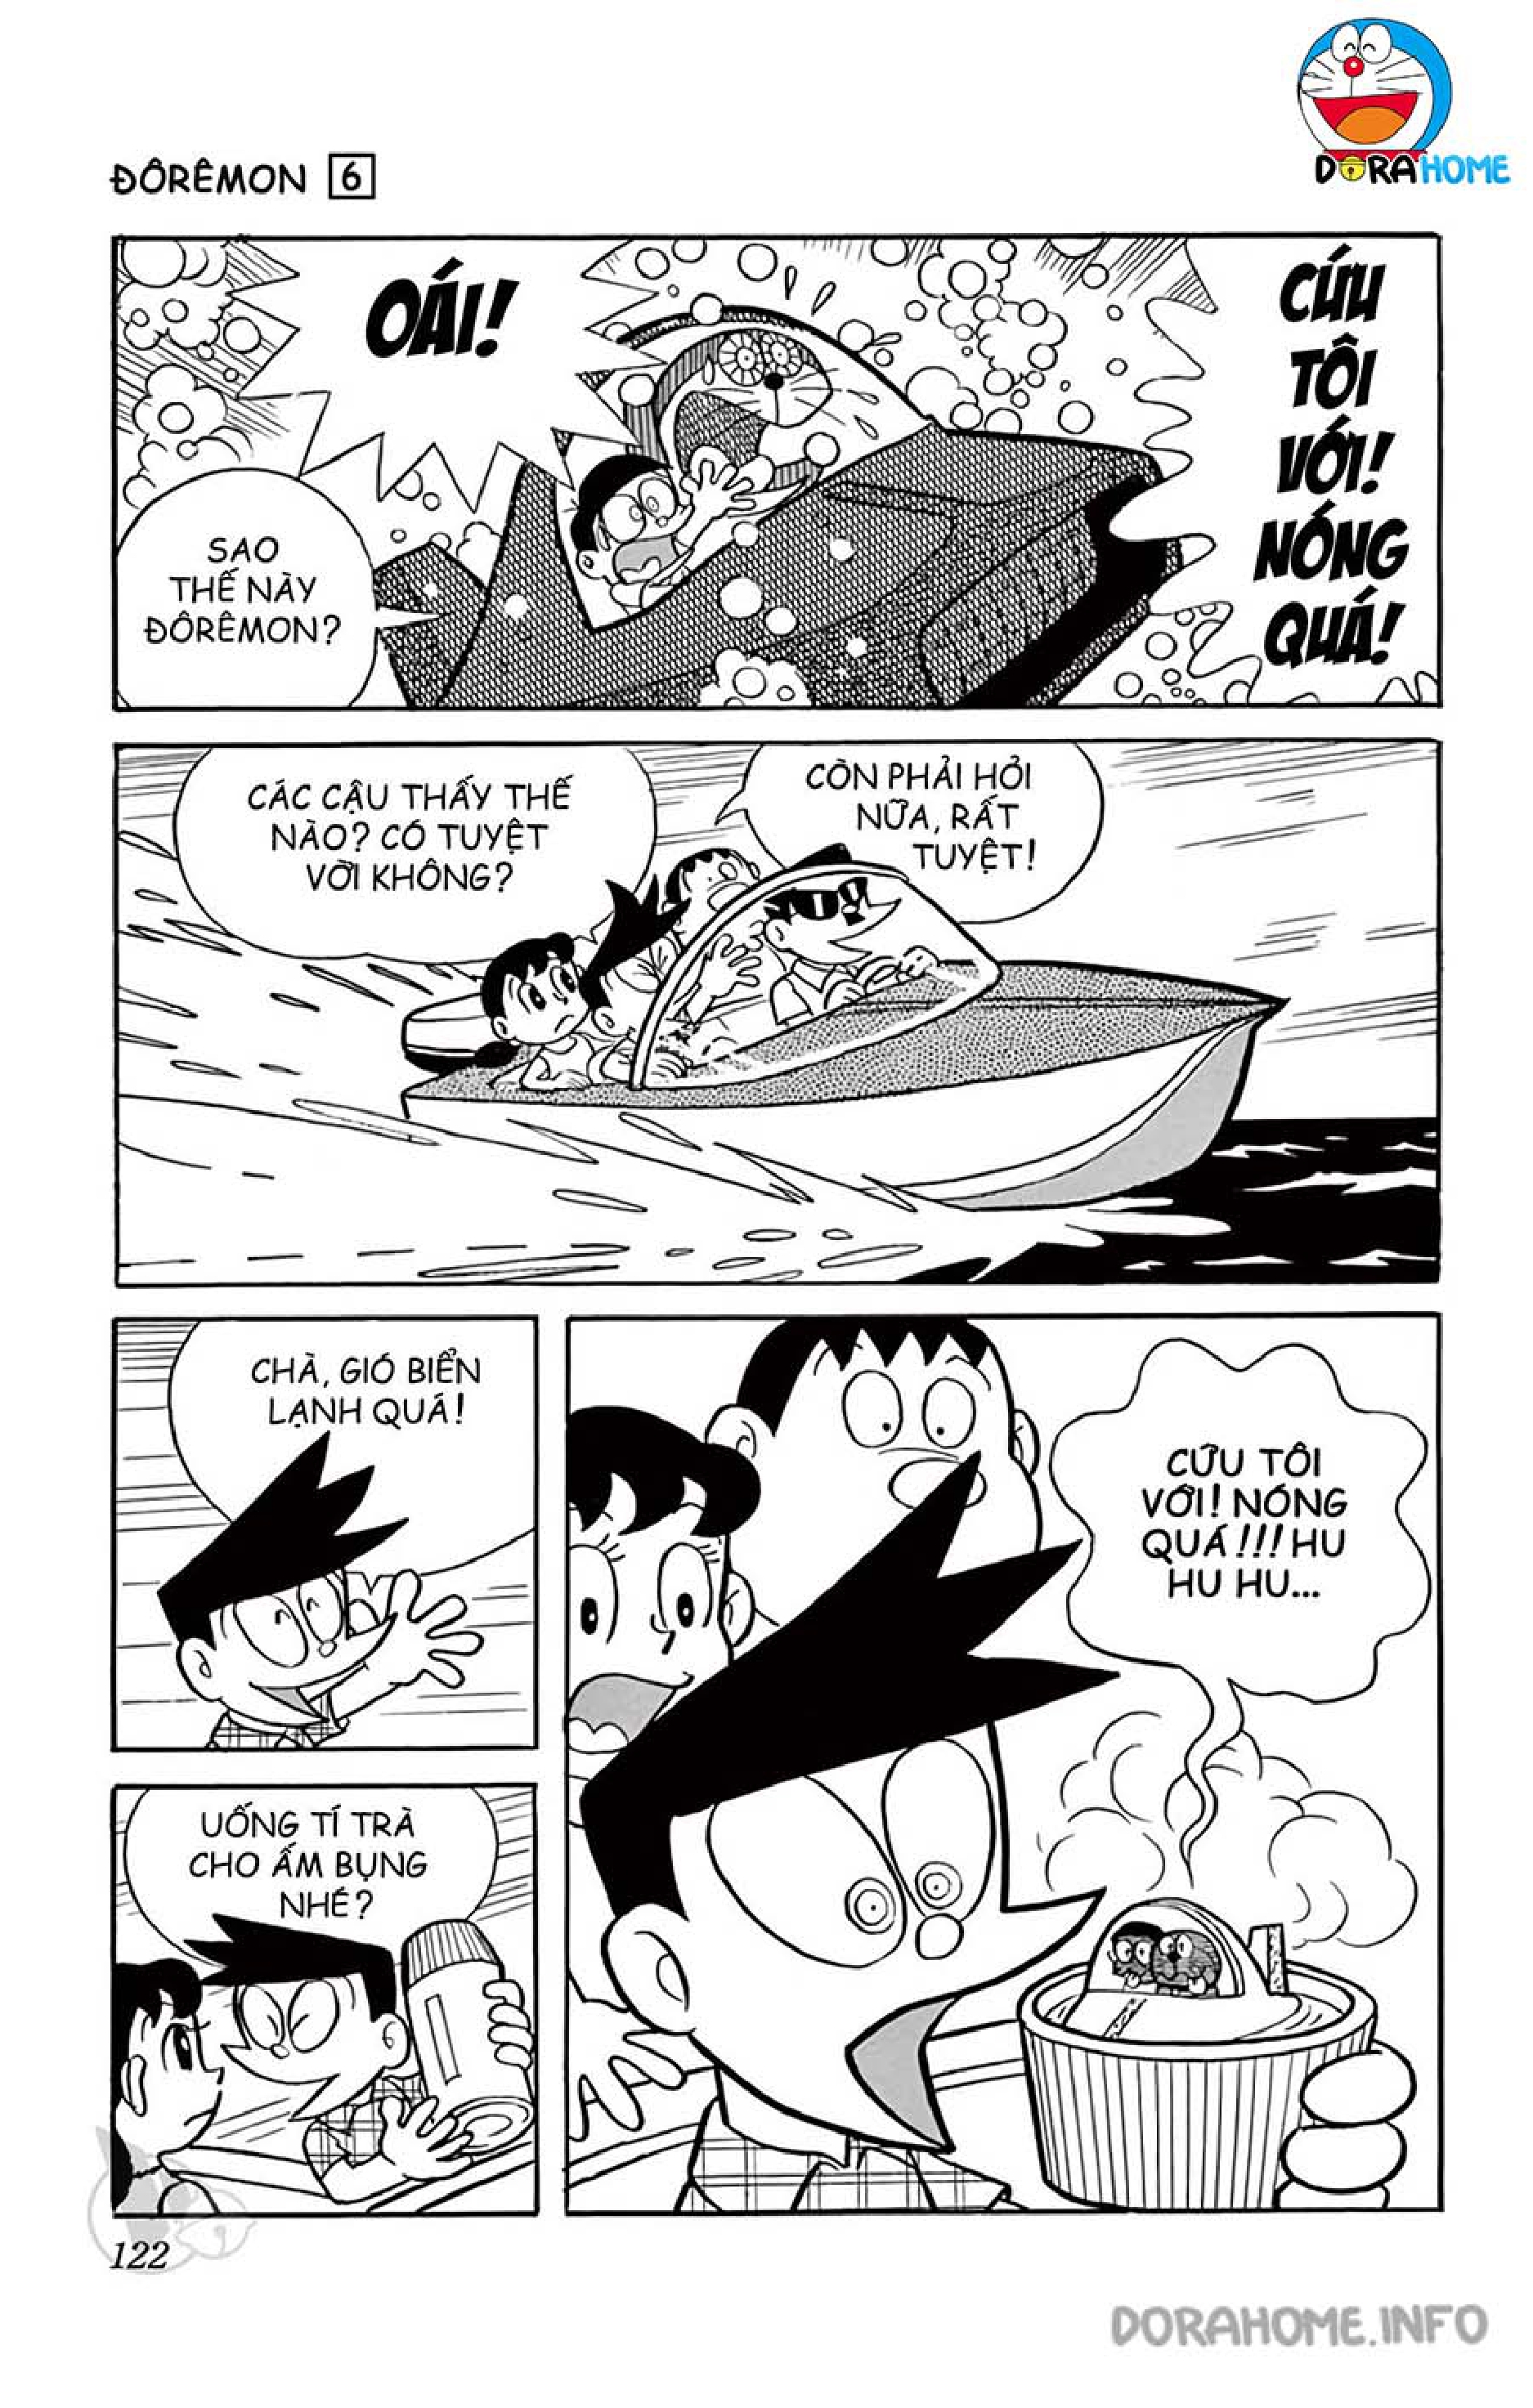 DORAHOME
ĐÔRÊMON 6
OÁI!
CỨU
TÔI
VỚI!
NÓNG
QUÁ!
SAO
THẾ NÀY
ĐÔRÊMON?
CÁC CẬU THẤY THẾ
NÀO? CÓ TUYỆT
VỜI KHÔNG?
CÒN PHẢI HỎI
NỮA, RẤT
TUYỆT!
CHÀ, GIÓ BIỂN
LẠNH QUÁ!
UỐNG TÍ TRÀ
CHO ẤM BỤNG
NHÉ?
CỨU TÔI
VỚI! NÓNG
QUÁ!!! HU
HU HU...
122
DORAHOME.INFO